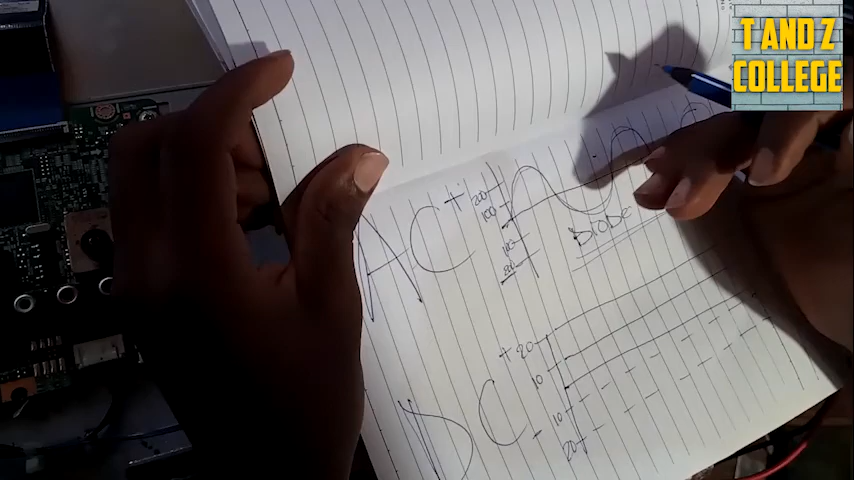 T AND Z
COLLEGE
AC +
200
100
100
200
DIODE
+ 20
10
DC -
10
20